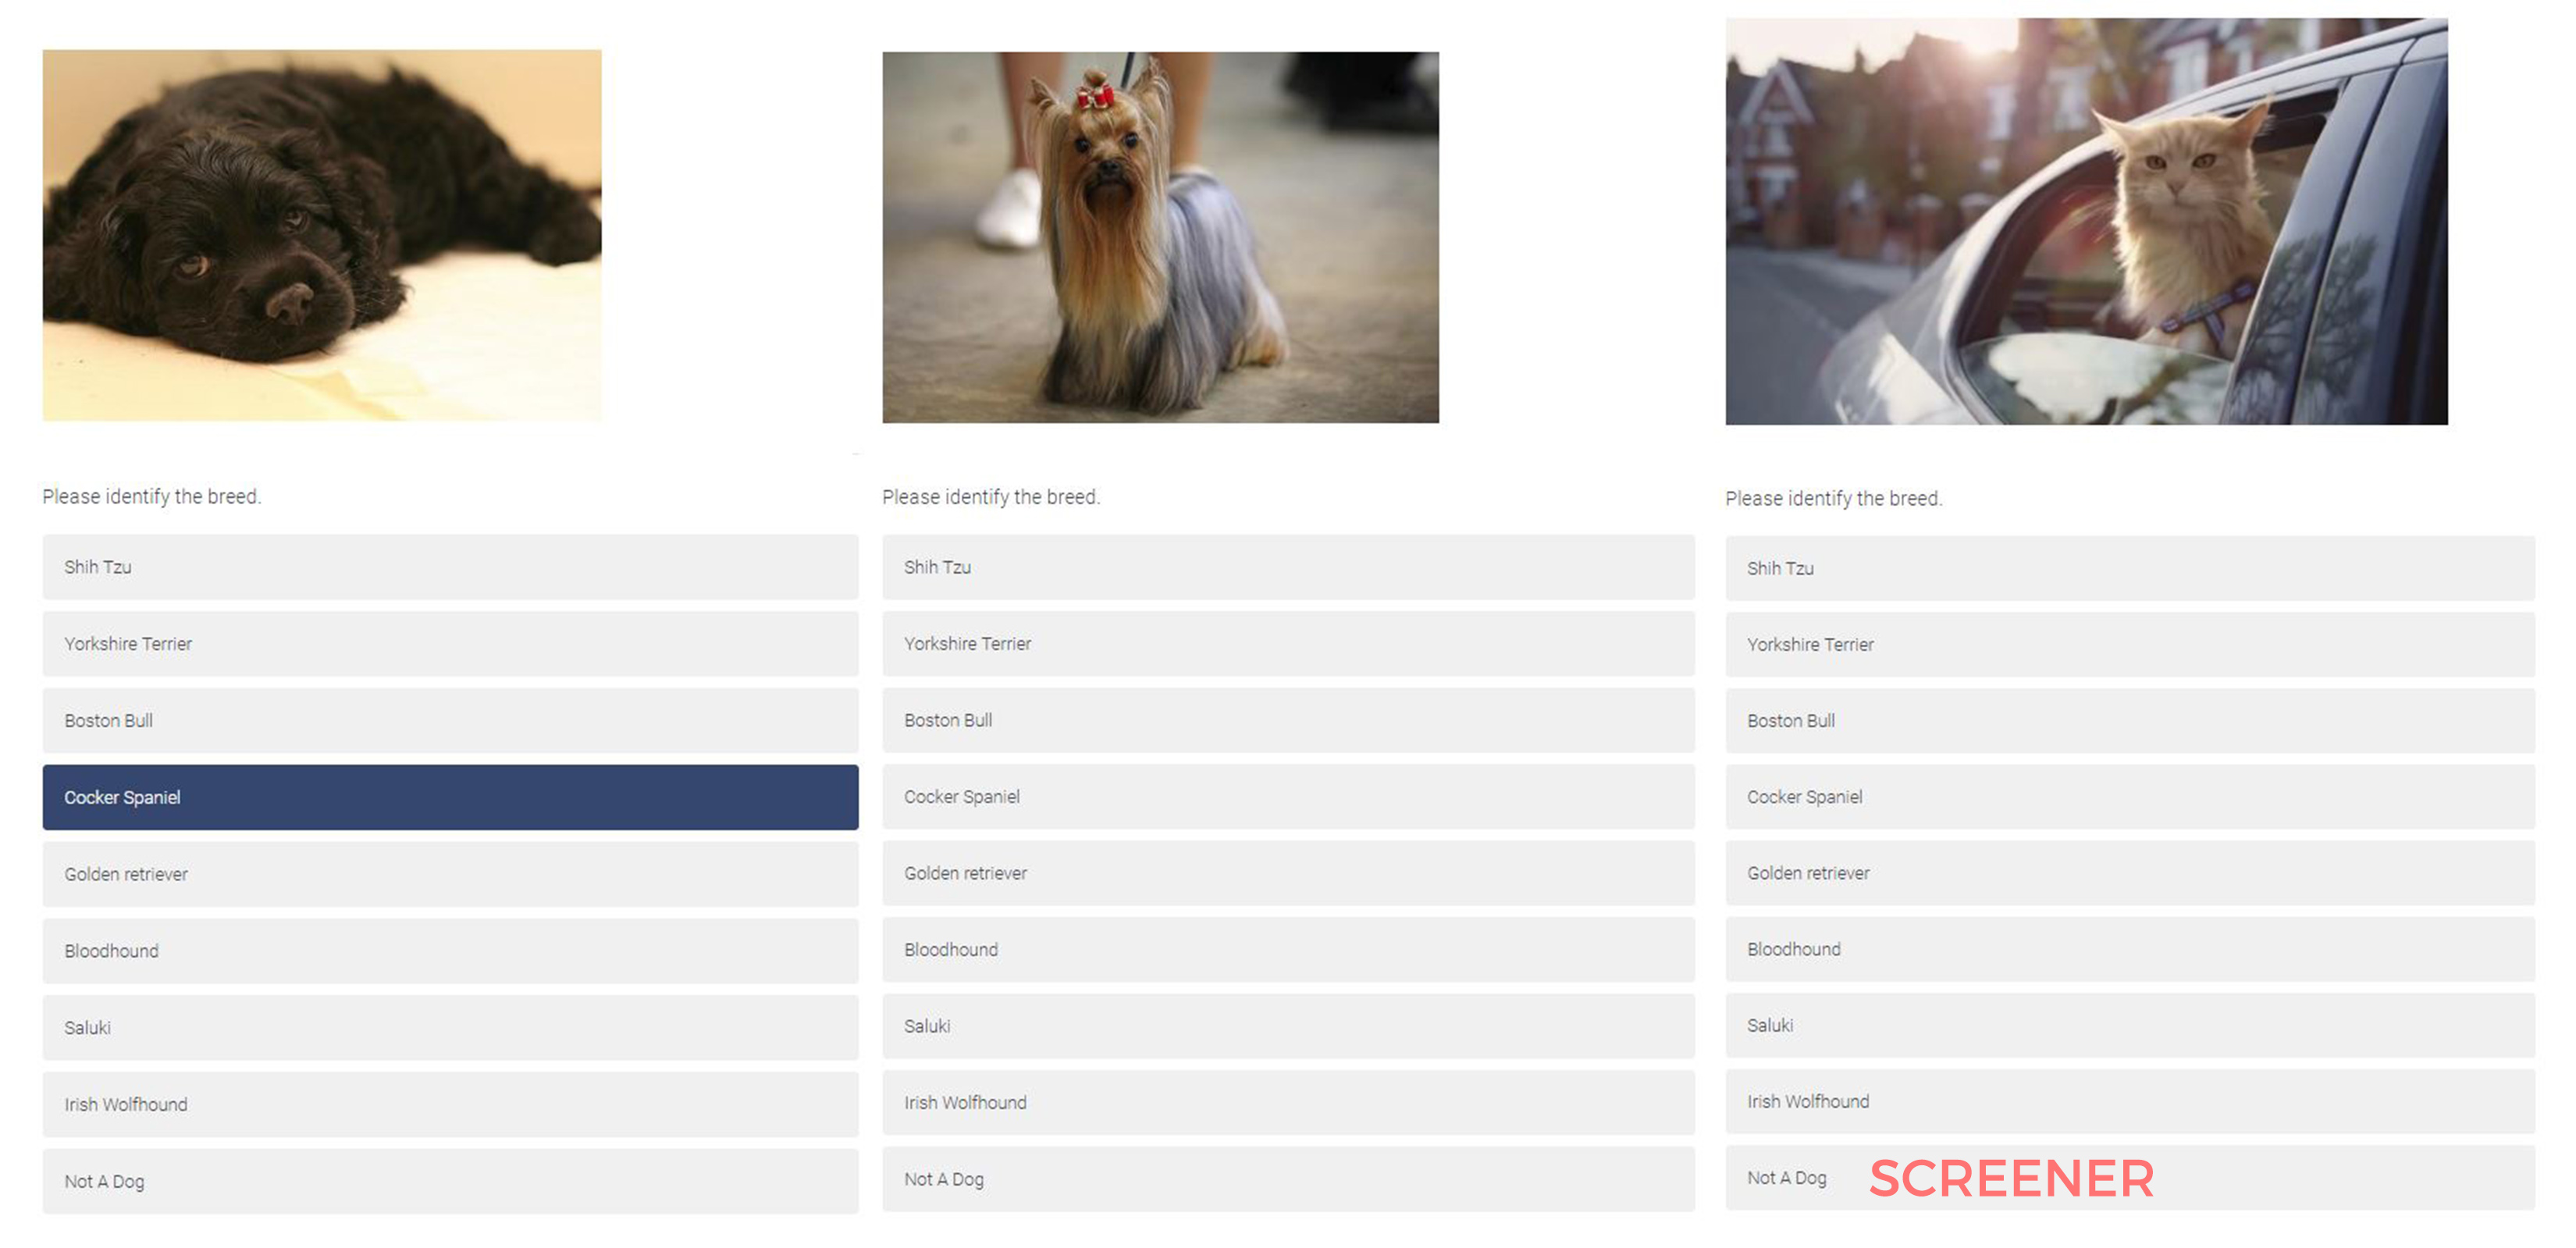 Please identify the breed.
Shih Tzu
Yorkshire Terrier
Boston Bull
Cocker Spaniel
Golden retriever
Bloodhound
Saluki
Irish Wolfhound
Not A Dog
Please identify the breed.
Shih Tzu
Yorkshire Terrier
Boston Bull
Cocker Spaniel
Golden retriever
Bloodhound
Saluki
Irish Wolfhound
Not A Dog
Please identify the breed.
Shih Tzu
Yorkshire Terrier
Boston Bull
Cocker Spaniel
Golden retriever
Bloodhound
Saluki
Irish Wolfhound
Not A Dog SCREENER